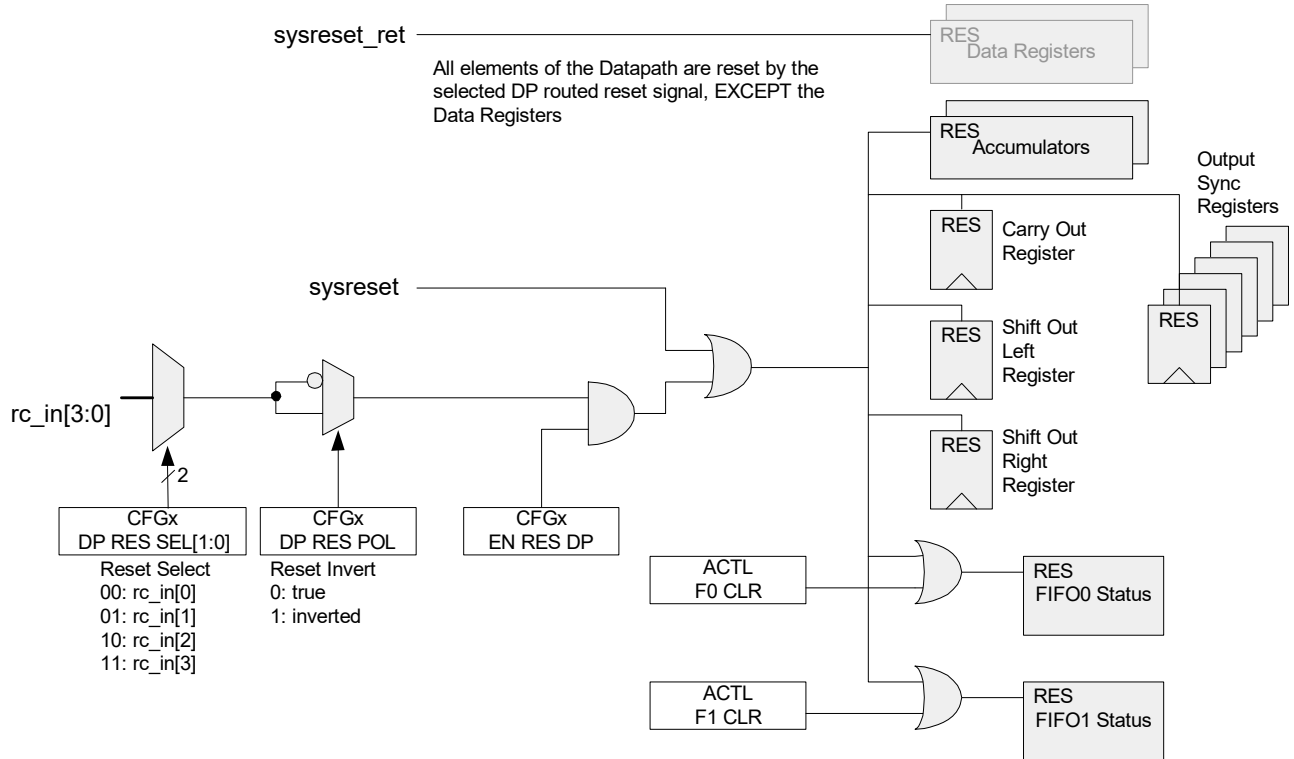 sysreset_ret
All elements of the Datapath are reset by the
selected DP routed reset signal, EXCEPT the
Data Registers
RES
Data Registers
RES
Accumulators
Output
Sync
Registers
RES
Carry Out
Register
sysreset
RES
Shift Out
Left
Register
RES
rc_in[3:0]
2
RES
Shift Out
Right
Register
CFGx
DP RES SEL[1:0]
CFGx
DP RES POL
CFGx
EN RES DP
Reset Select
00: rc_in[0]
01: rc_in[1]
10: rc_in[2]
11: rc_in[3]
Reset Invert
0: true
1: inverted
ACTL
F0 CLR
RES
FIFO0 Status
ACTL
F1 CLR
RES
FIFO1 Status